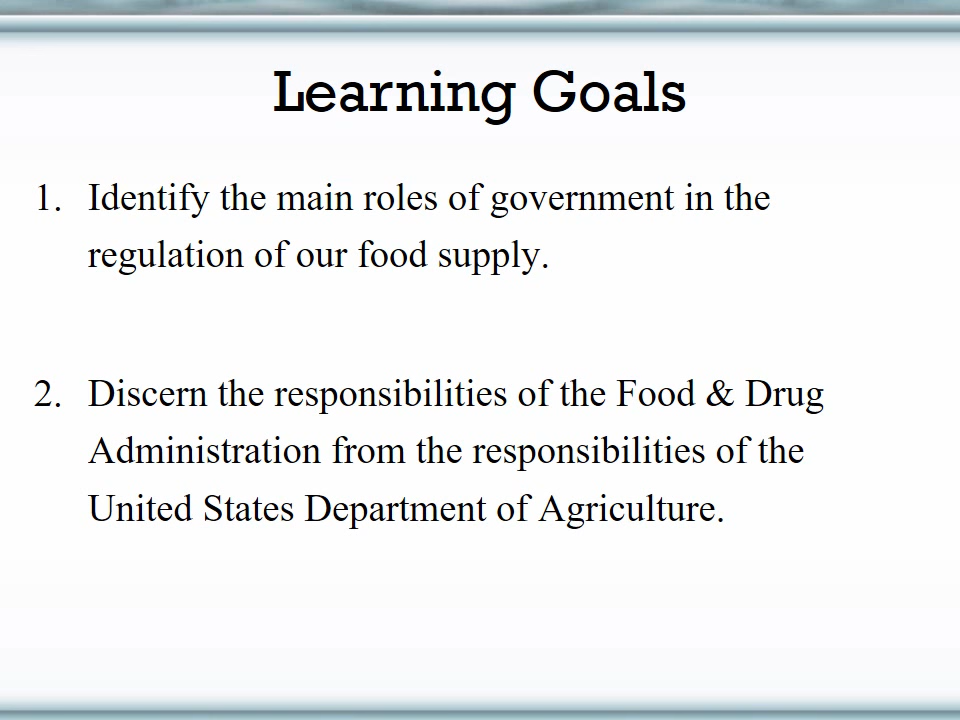 Learning Goals
1. Identify the main roles of government in the
regulation of our food supply.
2. Discern the responsibilities of the Food & Drug
Administration from the responsibilities of the
United States Department of Agriculture.